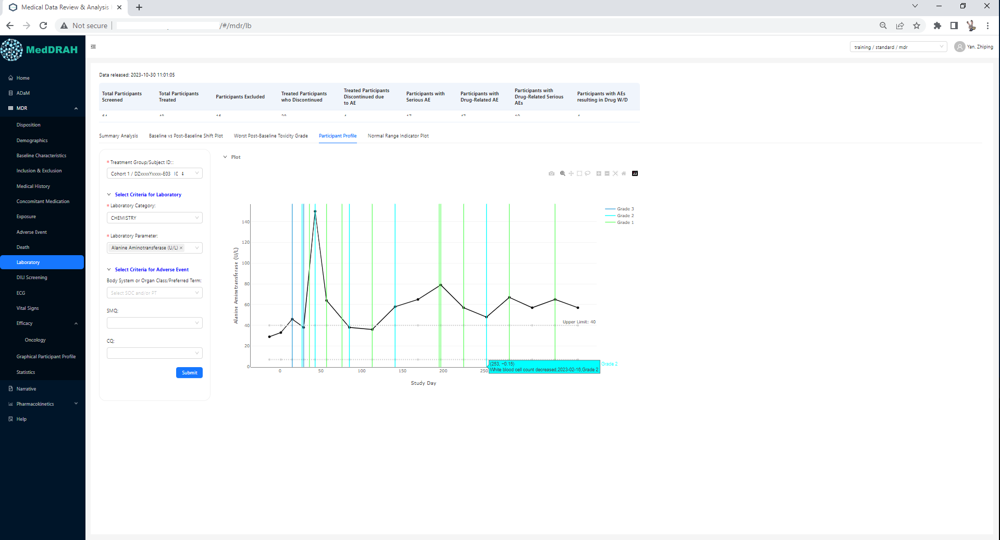 Medical Data Review & Analysis
Not secure
/#/mdr/lb
MedDRAH
training / standard / mdr
Yan, Zhiping
Home
ADaM
MDR
Disposition
Demographics
Baseline Characteristics
Inclusion & Exclusion
Medical History
Concomitant Medication
Exposure
Adverse Event
Death
Laboratory
DILI Screening
ECG
Vital Signs
Efficacy
Oncology
Graphical Participant Profile
Statistics
Narrative
Pharmacokinetics
Help
Data released: 2023-10-30 11:01:05
Total Participants Screened
Total Participants Treated
Participants Excluded
Treated Participants who Discontinued
Treated Participants Discontinued due to AE
Participants with Serious AE
Participants with Drug-Related AE
Participants with Drug-Related Serious AEs
Participants with AEs resulting in Drug W/D
Summary Analysis
Baseline vs Post-Baseline Shift Plot
Worst Post-Baseline Toxicity Grade
Participant Profile
Normal Range Indicator Plot
* Treatment Group/Subject ID::
Cohort 1 / DZxxxxYxxxx-E03
Select Criteria for Laboratory
* Laboratory Category:
CHEMISTRY
* Laboratory Parameter:
Alanine Aminotransferase (U/L) ×
Select Criteria for Adverse Event
Body System or Organ Class/Preferred Term:
Select SOC and/or PT
SMQ:
CQ:
Submit
Plot
Alanine Aminotransferase (U/L)
140
120
100
80
60
40
20
0
Upper Limit: 40
0
50
100
150
200
250
Study Day
(253, −0.15)
White blood cell count decreased,2023-02-16,Grade 2
Grade 2
Grade 3
Grade 2
Grade 1